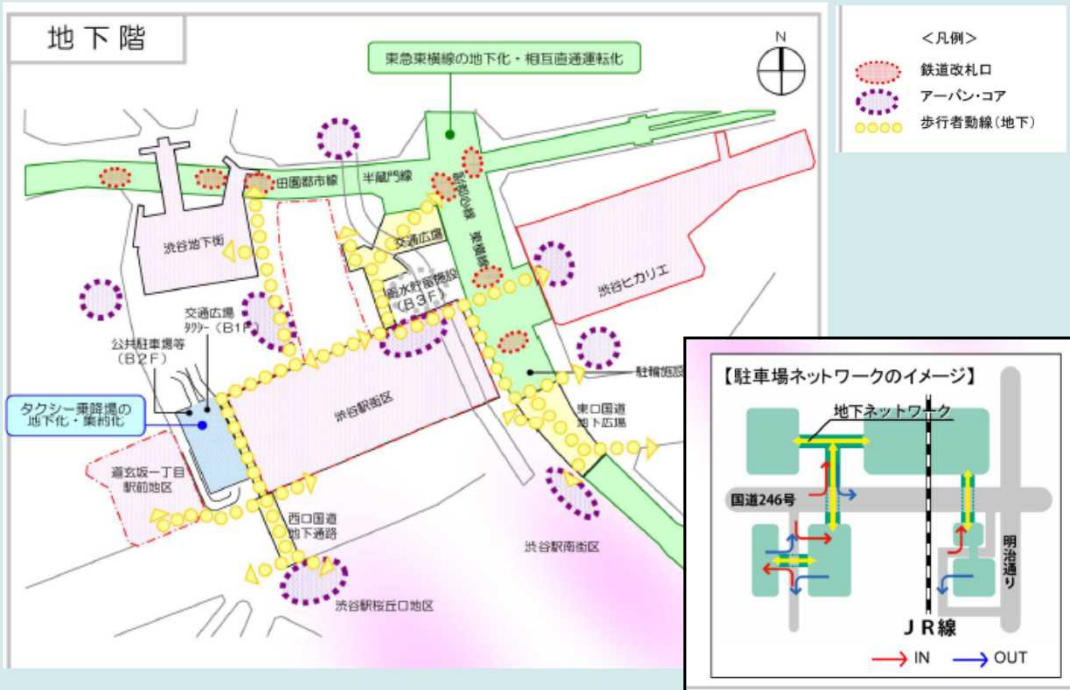 地下階
東急東横線の地下化・相互直通運転化
N
＜凡例＞
鉄道改札口
アーバン・コア
歩行者動線（地下）
田園都市線
半蔵門線
副都心線
東横線
渋谷地下街
交通広場
雨水貯留施設
（B3F）
渋谷ヒカリエ
交通広場
タクシー（B1F）
公共駐車場等
（B2F）
タクシー乗降場の
地下化・集約化
渋谷駅街区
駐輪施設
東口国道
地下広場
道玄坂一丁目
駅前地区
西口国道
地下通路
渋谷駅南街区
渋谷駅桜丘口地区
【駐車場ネットワークのイメージ】
地下ネットワーク
国道246号
明治通り
ＪＲ線
IN
OUT